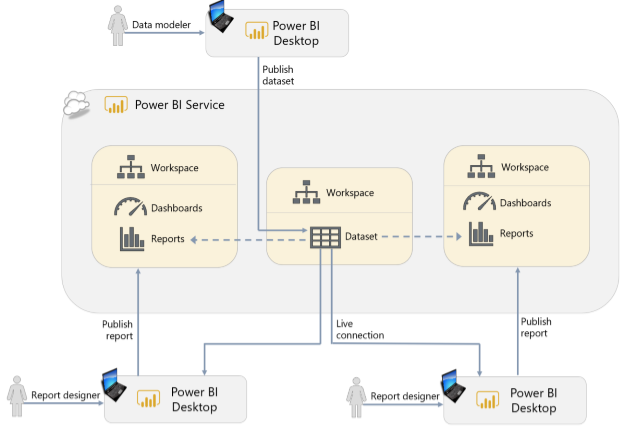 Data modeler
Power BI
Desktop
Publish
dataset
Power BI Service
Workspace
Dashboards
Reports
Workspace
Dataset
Workspace
Dashboards
Reports
Publish
report
Live
connection
Publish
report
Report designer
Power BI
Desktop
Report designer
Power BI
Desktop